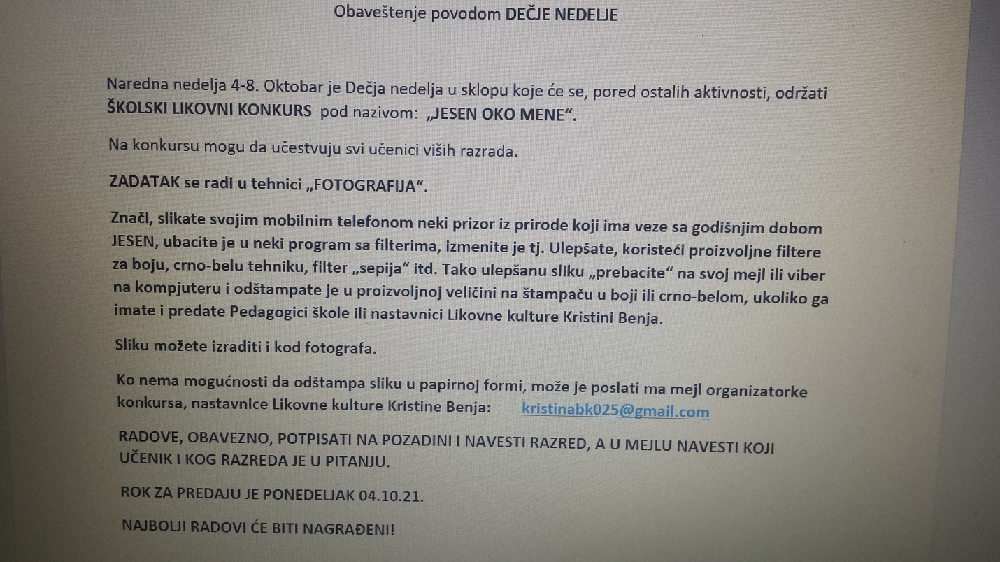 Obaveštenje povodom DEČJE NEDELJE
Naredna nedelja 4-8. Oktobar je Dečja nedelja u sklopu koje će se, pored ostalih aktivnosti, održati
ŠKOLSKI LIKOVNI KONKURS pod nazivom: „JESEN OKO MENE“.
Na konkursu mogu da učestvuju svi učenici viših razrada.
ZADATAK se radi u tehnici „FOTOGRAFIJA“.
Znači, slikate svojim mobilnim telefonom neki prizor iz prirode koji ima veze sa godišnjim dobom
JESEN, ubacite je u neki program sa filterima, izmenite je tj. Ulepšate, koristeći proizvoljne filtere
za boju, crno-belu tehniku, filter „sepija“ itd. Tako ulepšanu sliku „prebacite“ na svoj mejl ili viber
na kompjuteru i odštampate je u proizvoljnoj veličini na štampaču u boji ili crno-belom, ukoliko ga
imate i predate Pedagogici škole ili nastavnici Likovne kulture Kristini Benja.
Sliku možete izraditi i kod fotografa.
Ko nema mogućnosti da odštampa sliku u papirnoj formi, može je poslati ma mejl organizatorke
konkursa, nastavnice Likovne kulture Kristine Benja: kristinabk025@gmail.com
RADOVE, OBAVEZNO, POTPISATI NA POZADINI I NAVESTI RAZRED, A U MEJLU NAVESTI KOJI
UČENIK I KOG RAZREDA JE U PITANJU.
ROK ZA PREDAJU JE PONEDELJAK 04.10.21.
NAJBOLJI RADOVI ĆE BITI NAGRAĐENI!